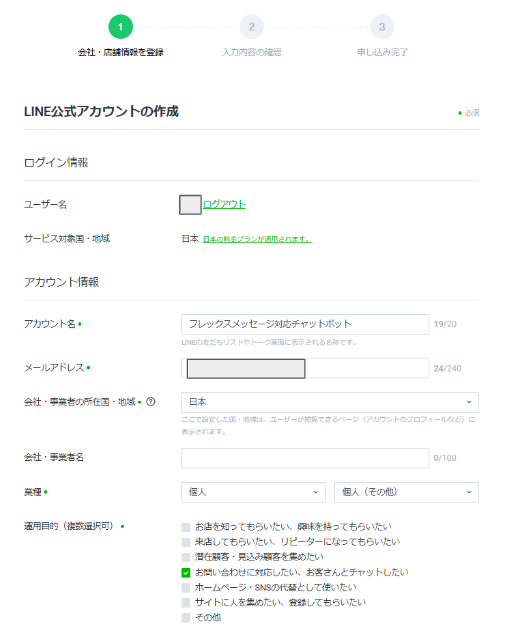 1
2
3
会社・店舗情報を登録
入力内容の確認
申し込み完了
LINE公式アカウントの作成
必須
ログイン情報
ユーザー名
ログアウト
サービス対象国・地域
日本 日本の料金プランが適用されます。
アカウント情報
アカウント名
フレックスメッセージ対応チャットボット
19/20
LINEの友だちリストやトーク画面に表示される名称です。
メールアドレス
24/240
会社・事業者の所在国・地域 ?
日本
ここで設定した国・地域は、ユーザーが閲覧できるページ（アカウントのプロフィールなど）に
表示されます。
会社・事業者名
0/100
業種
個人
個人（その他）
運用目的（複数選択可）
お店を知ってもらいたい、興味を持ってもらいたい
来店してもらいたい、リピーターになってもらいたい
潜在顧客・見込み顧客を集めたい
お問い合わせに対応したい、お客さんとチャットしたい
ホームページ・SNSの代替として使いたい
サイトに人を集めたい、登録してもらいたい
その他